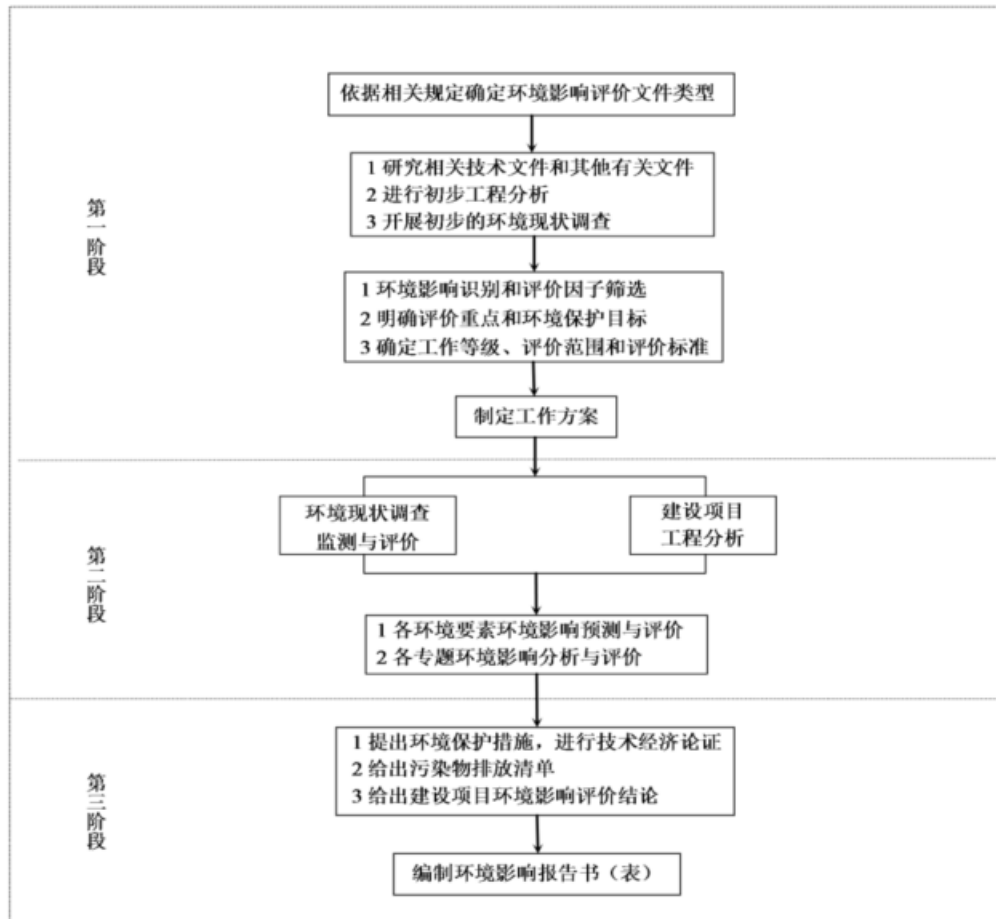 依据相关规定确定环境影响评价文件类型
1 研究相关技术文件和其他有关文件
2 进行初步工程分析
3 开展初步的环境现状调查
第一阶段
1 环境影响识别和评价因子筛选
2 明确评价重点和环境保护目标
3 确定工作等级、评价范围和评价标准
制定工作方案
环境现状调查
监测与评价
建设项目
工程分析
第二阶段
1 各环境要素环境影响预测与评价
2 各专题环境影响分析与评价
1 提出环境保护措施，进行技术经济论证
2 给出污染物排放清单
3 给出建设项目环境影响评价结论
第三阶段
编制环境影响报告书（表）